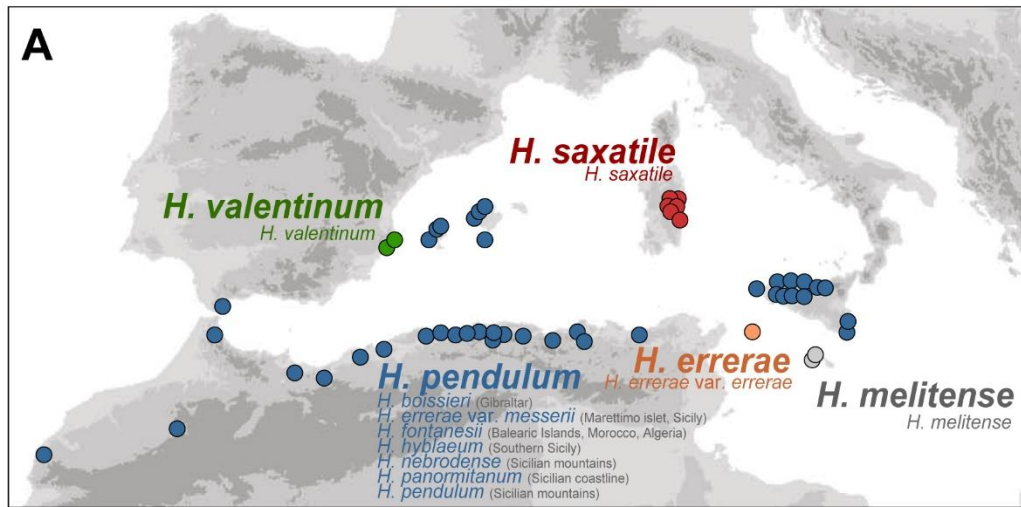 A
H. saxatile
H. saxatile
H. valentinum
H. valentinum
H. errerae
H. errerae var. errerae
H. pendulum
H. boissieri (Gibraltar)
H. errerae var. messerii (Marettimo islet, Sicily)
H. fontanesii (Balearic Islands, Morocco, Algeria)
H. hyblaeum (Southern Sicily)
H. nebrodense (Sicilian mountains)
H. panormitanum (Sicilian coastline)
H. pendulum (Sicilian mountains)
H. melitense
H. melitense